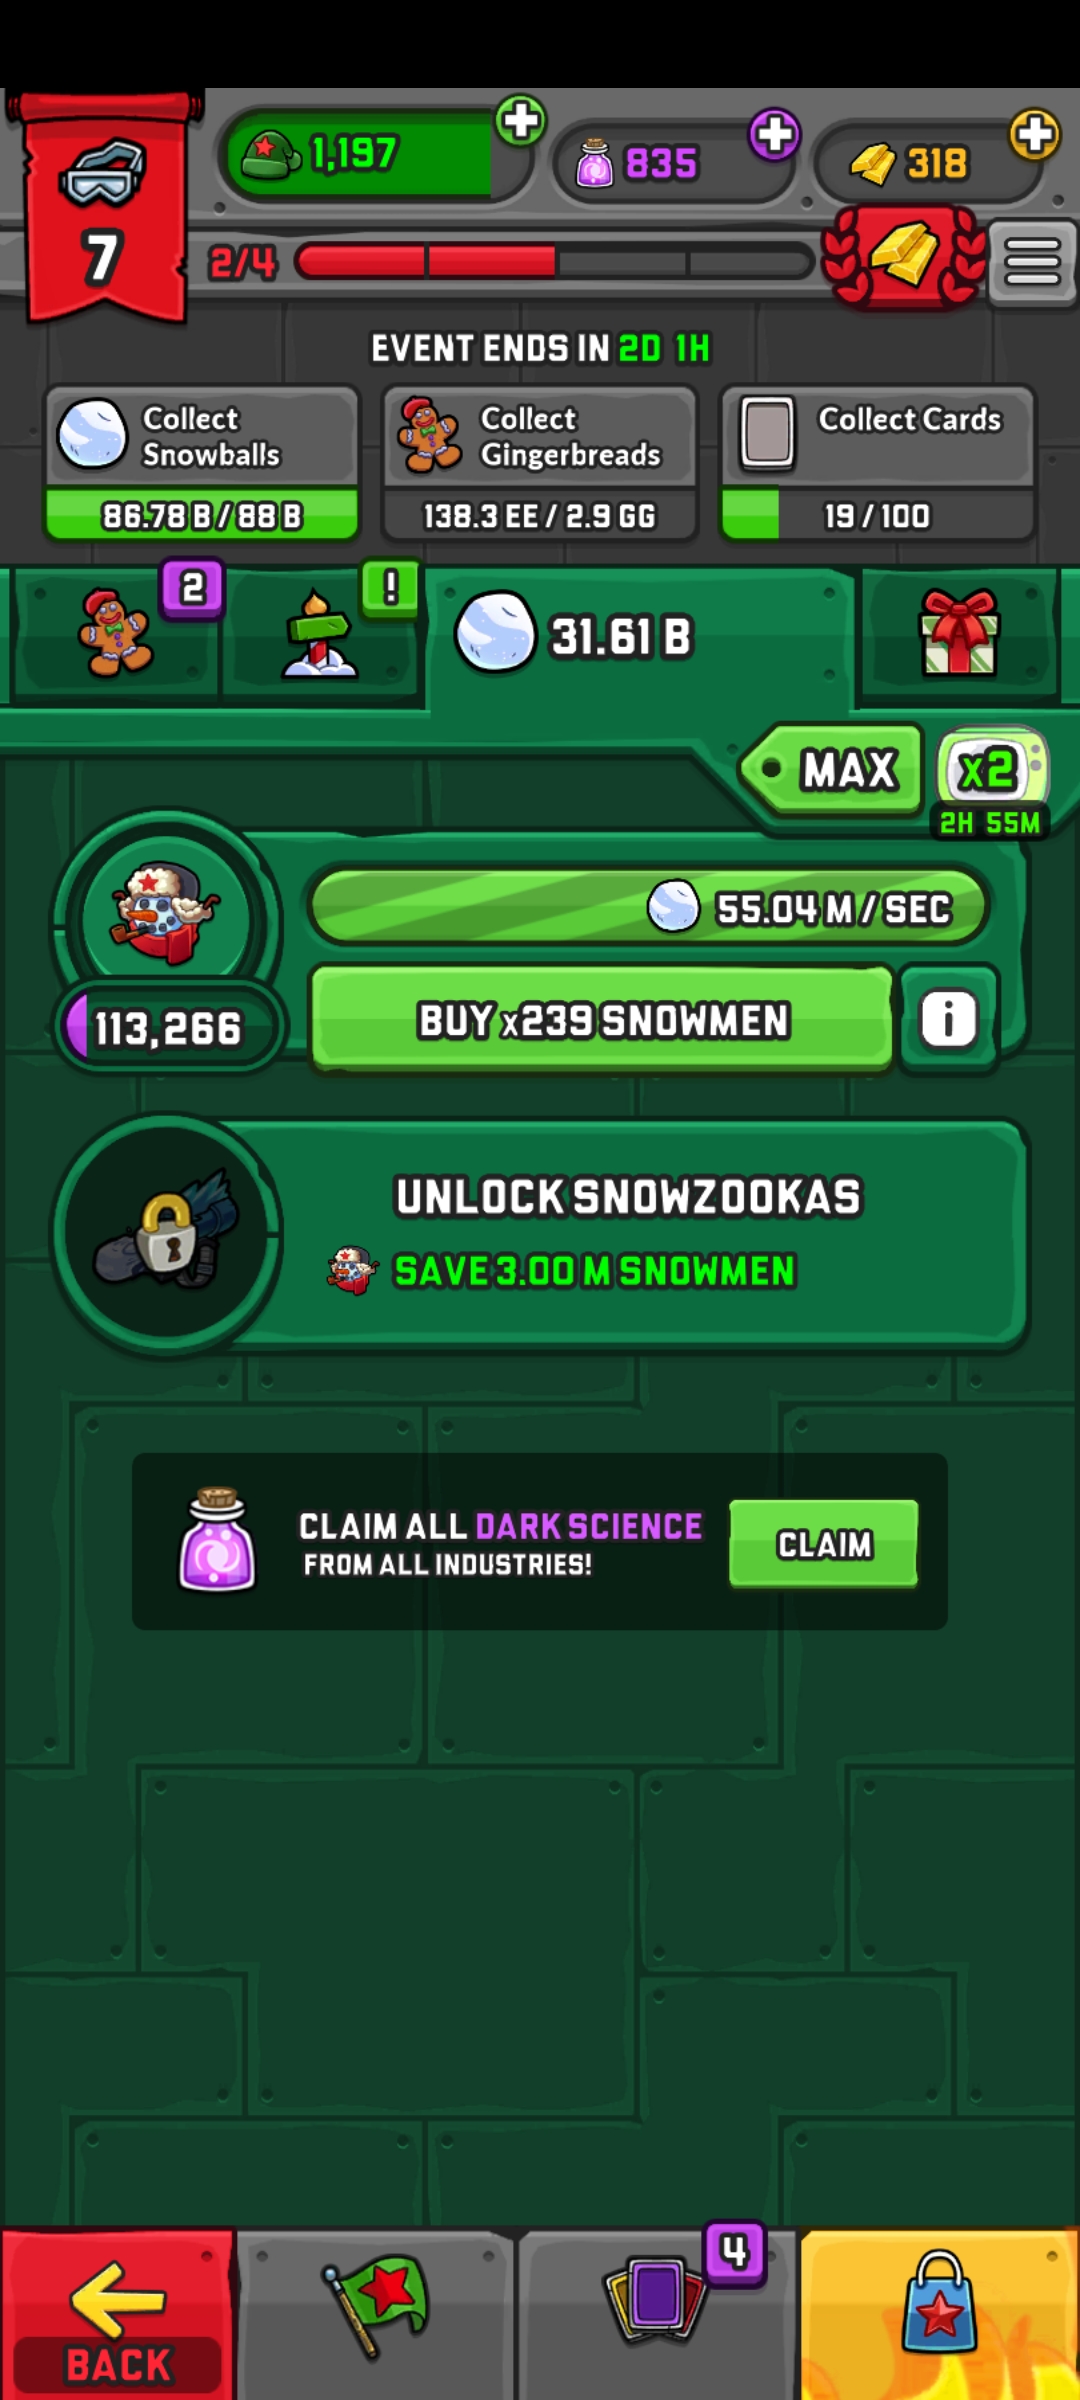 1,197
835
318
7
2/4
EVENT ENDS IN 2D 1H
Collect Snowballs
86.78 B / 88 B
Collect Gingerbreads
138.3 EE / 2.9 GG
Collect Cards
19 / 100
2
!
31.61 B
MAX
x2
2H 55M
55.04 M / SEC
113,266
BUY x239 SNOWMEN
i
UNLOCK SNOWZOOKAS
SAVE 3.00 M SNOWMEN
CLAIM ALL DARK SCIENCE
FROM ALL INDUSTRIES!
CLAIM
4
BACK